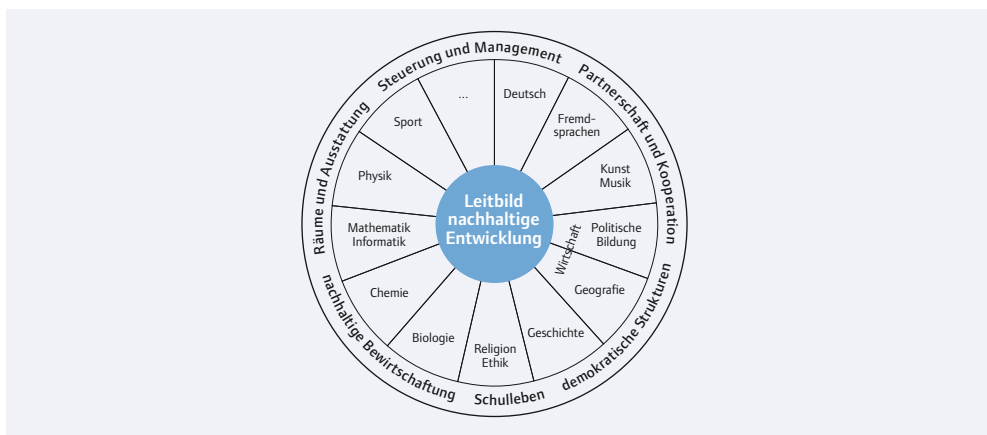 Steuerung und Management
Partnerschaft und Kooperation
demokratische Strukturen
Schulleben
nachhaltige Bewirtschaftung
Räume und Ausstattung
...
Deutsch
Fremd-
sprachen
Kunst
Musik
Politische
Bildung
Wirtschaft
Geografie
Geschichte
Religion
Ethik
Biologie
Chemie
Mathematik
Informatik
Physik
Sport
Leitbild
nachhaltige
Entwicklung